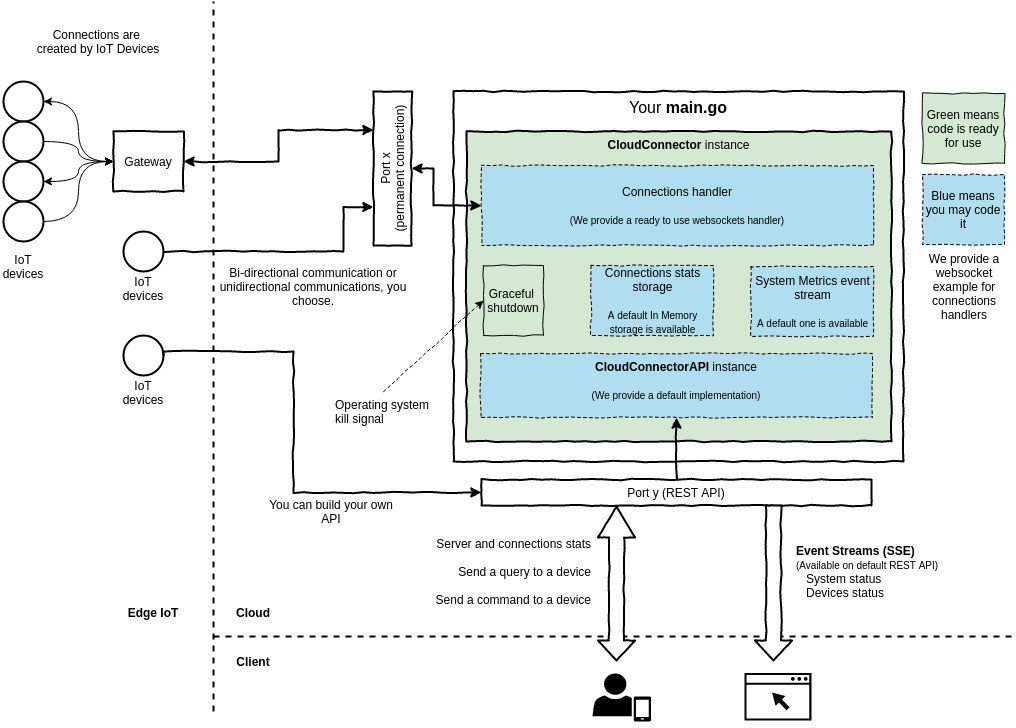 Connections are
created by IoT Devices
Gateway
IoT
devices
IoT
devices
IoT
devices
Port x
(permanent connection)
Bi-directional communication or
unidirectional communications, you
choose.
Your main.go
CloudConnector instance
Connections handler
(We provide a ready to use websockets handler)
Graceful
shutdown
Connections stats
storage
A default In Memory
storage is available
System Metrics event
stream
A default one is available
CloudConnectorAPI instance
(We provide a default implementation)
Green means
code is ready
for use
Blue means
you may code
it
We provide a
websocket
example for
connections
handlers
Operating system
kill signal
You can build your own
API
Port y (REST API)
Server and connections stats
Send a query to a device
Send a command to a device
Event Streams (SSE)
(Available on default REST API)
System status
Devices status
Edge IoT
Cloud
Client